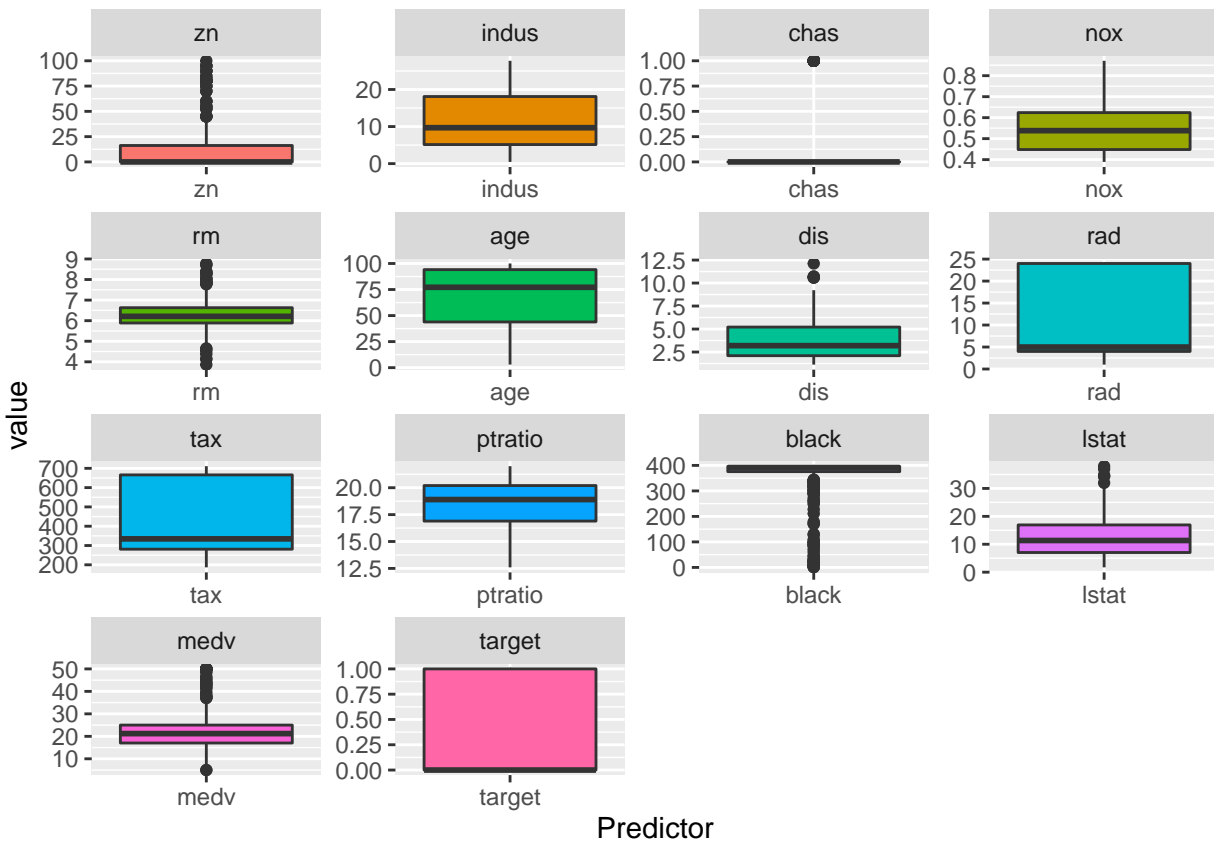 zn indus chas nox
100 75 50 25 0
20 10 0
1.00 0.75 0.50 0.25 0.00
0.8 0.7 0.6 0.5 0.4
zn indus chas nox
rm age dis rad
9 8 7 6 5 4
100 75 50 25 0
12.5 10.0 7.5 5.0 2.5
25 20 15 10 5 0
rm age dis rad
value
tax ptratio black lstat
700 600 500 400 300 200
20.0 17.5 15.0 12.5
400 300 200 100 0
30 20 10 0
tax ptratio black lstat
medv target
50 40 30 20 10
1.00 0.75 0.50 0.25 0.00
medv target
Predictor